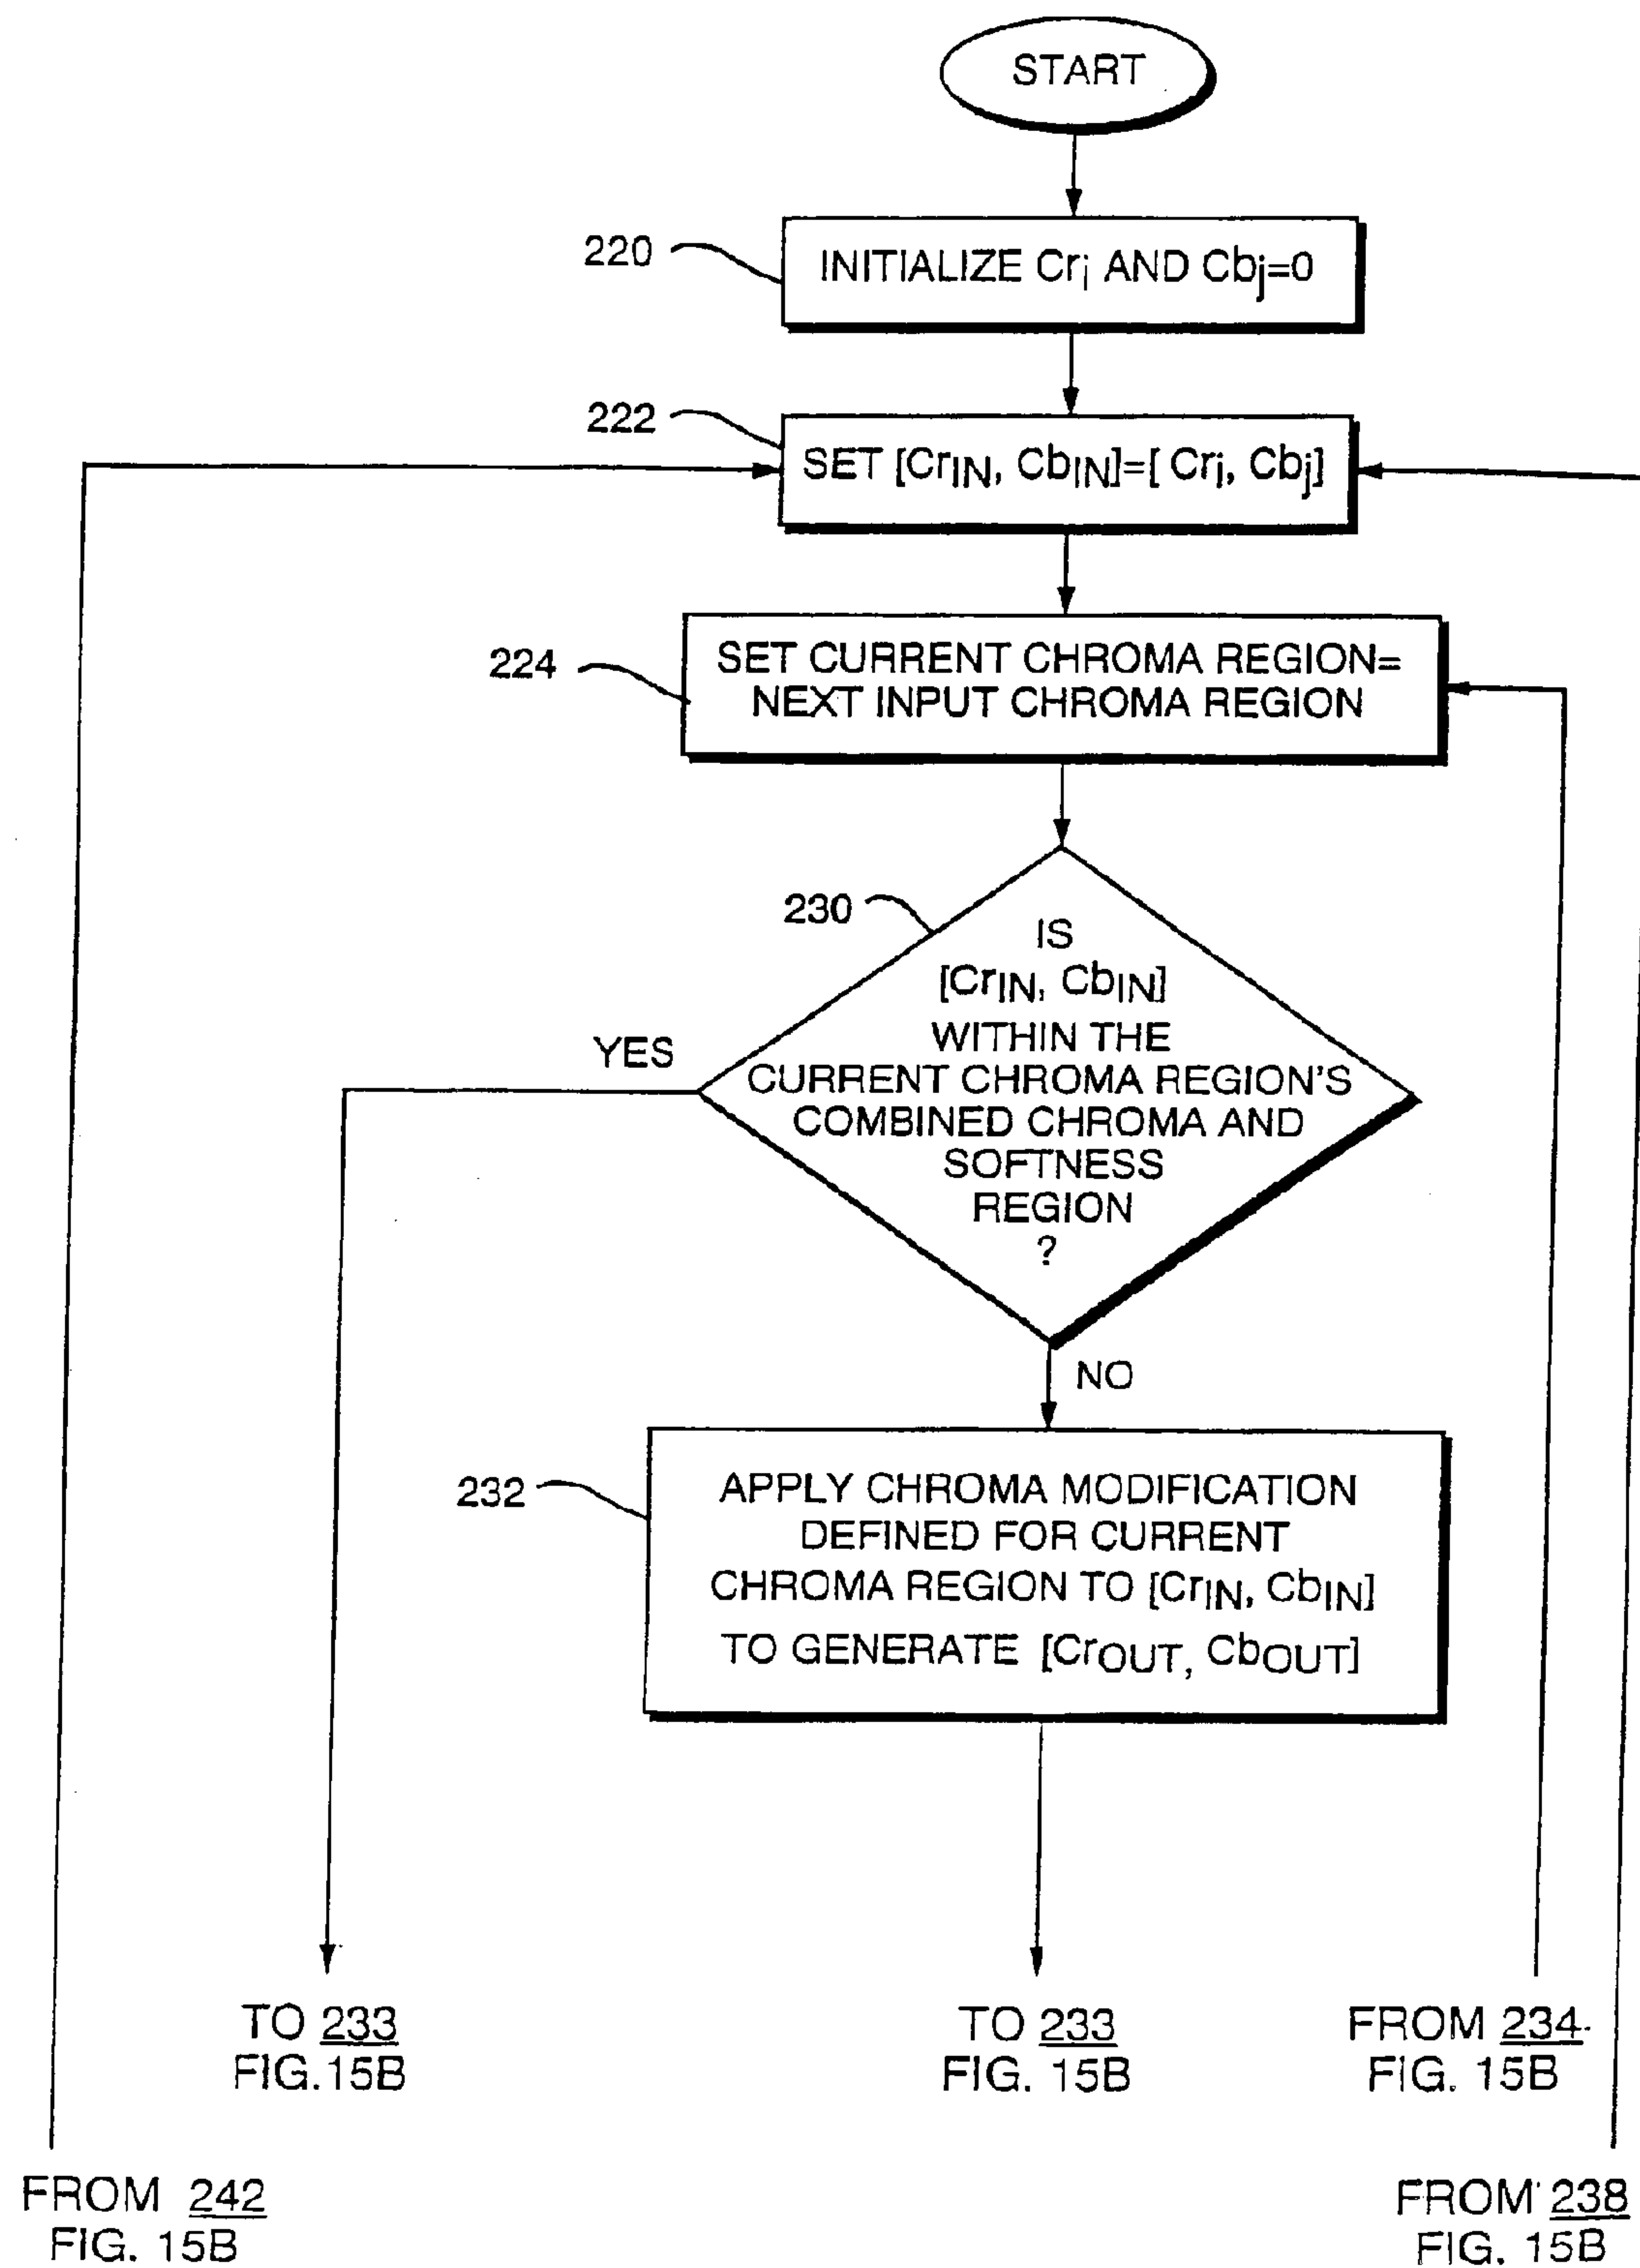 START
220
INITIALIZE Cri AND Cbj=0
222
SET [CrIN, CbIN]=[ Cri, Cbj]
224
SET CURRENT CHROMA REGION=
NEXT INPUT CHROMA REGION
230
IS
[CrIN, CbIN]
WITHIN THE
CURRENT CHROMA REGION'S
COMBINED CHROMA AND
SOFTNESS
REGION
?
YES
NO
232
APPLY CHROMA MODIFICATION
DEFINED FOR CURRENT
CHROMA REGION TO [CrIN, CbIN]
TO GENERATE [CrOUT, CbOUT]
TO 233
FIG.15B
TO 233
FIG. 15B
FROM 234
FIG. 15B
FROM 242
FIG. 15B
FROM 238
FIG. 15B